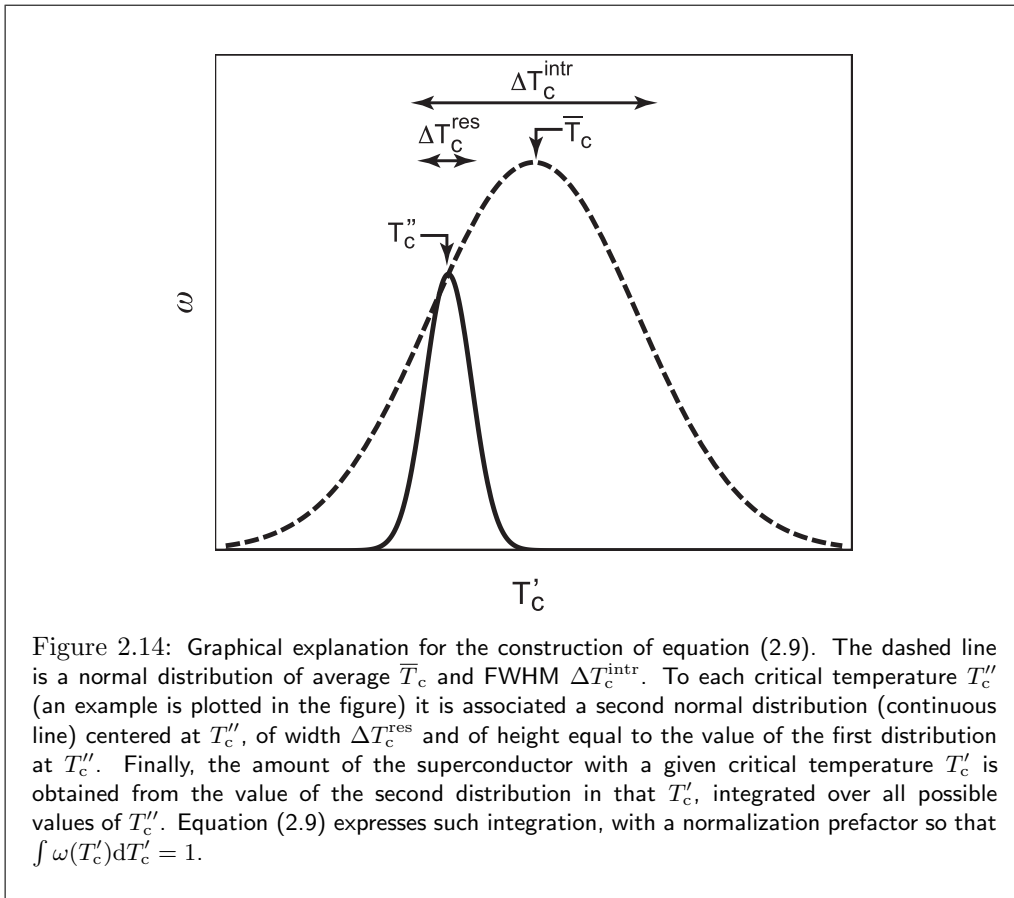 ΔT_c^intr
ΔT_c^res
T̅_c
T_c''
ω
T_c'
Figure 2.14: Graphical explanation for the construction of equation (2.9). The dashed line
is a normal distribution of average T̅_c and FWHM ΔT_c^intr. To each critical temperature T_c''
(an example is plotted in the figure) it is associated a second normal distribution (continuous
line) centered at T_c'', of width ΔT_c^res and of height equal to the value of the first distribution
at T_c''. Finally, the amount of the superconductor with a given critical temperature T_c' is
obtained from the value of the second distribution in that T_c', integrated over all possible
values of T_c''. Equation (2.9) expresses such integration, with a normalization prefactor so that
∫ ω(T_c')dT_c' = 1.